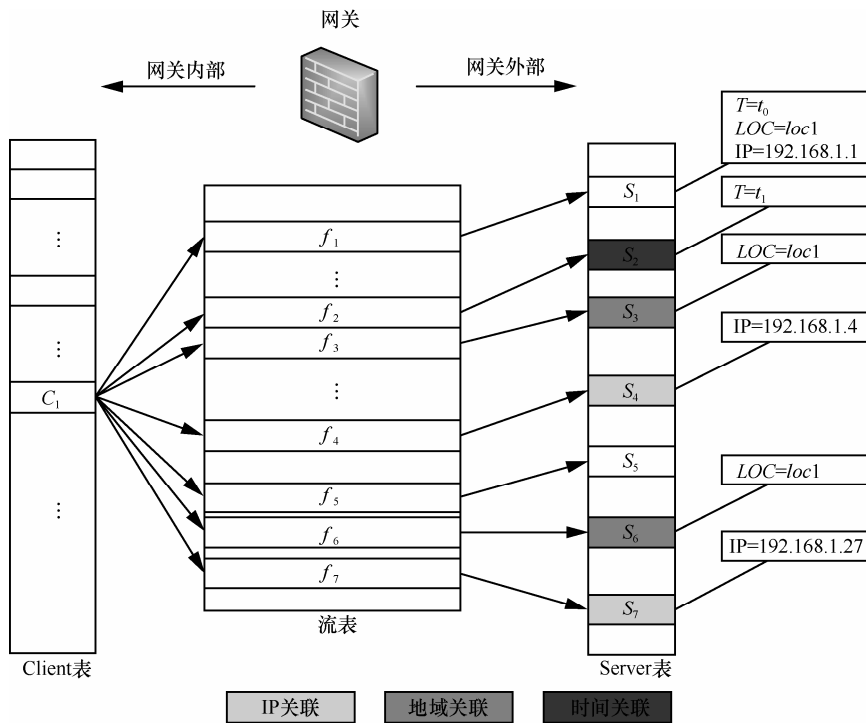 网关
网关内部
网关外部
T=t₀
LOC=loc1
IP=192.168.1.1
T=t₁
LOC=loc1
IP=192.168.1.4
LOC=loc1
IP=192.168.1.27
⋮
⋮
C₁
⋮
Client表
f₁
⋮
f₂
f₃
⋮
f₄
f₅
f₆
f₇
流表
S₁
S₂
S₃
S₄
S₅
S₆
S₇
Server表
IP关联
地域关联
时间关联